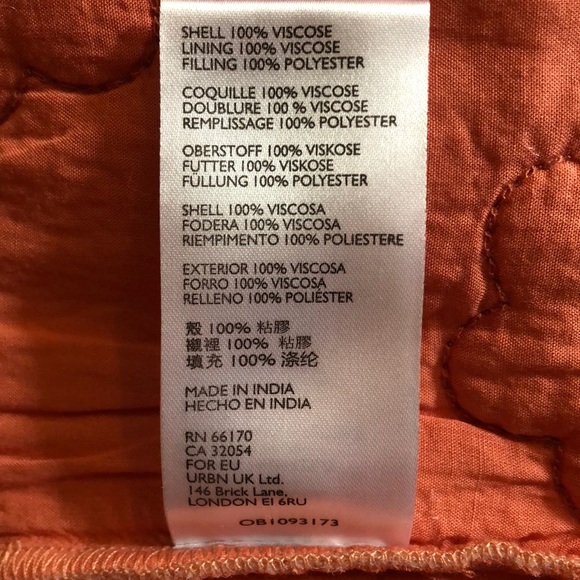 SHELL 100% VISCOSE
LINING 100% VISCOSE
FILLING 100% POLYESTER
COQUILLE 100% VISCOSE
DOUBLURE 100 % VISCOSE
REMPLISSAGE 100% POLYESTER
OBERSTOFF 100% VISKOSE
FUTTER 100% VISKOSE
FÜLLUNG 100% POLYESTER
SHELL 100% VISCOSA
FODERA 100% VISCOSA
RIEMPIMENTO 100% POLIESTERE
EXTERIOR 100% VISCOSA
FORRO 100% VISCOSA
RELLENO 100% POLIÉSTER
殼 100% 粘膠
襯裡 100% 粘膠
填充 100% 涤纶
MADE IN INDIA
HECHO EN INDIA
RN 66170
CA 32054
FOR EU
URBN UK Ltd.
146 Brick Lane,
LONDON E1 6RU
OB1093173